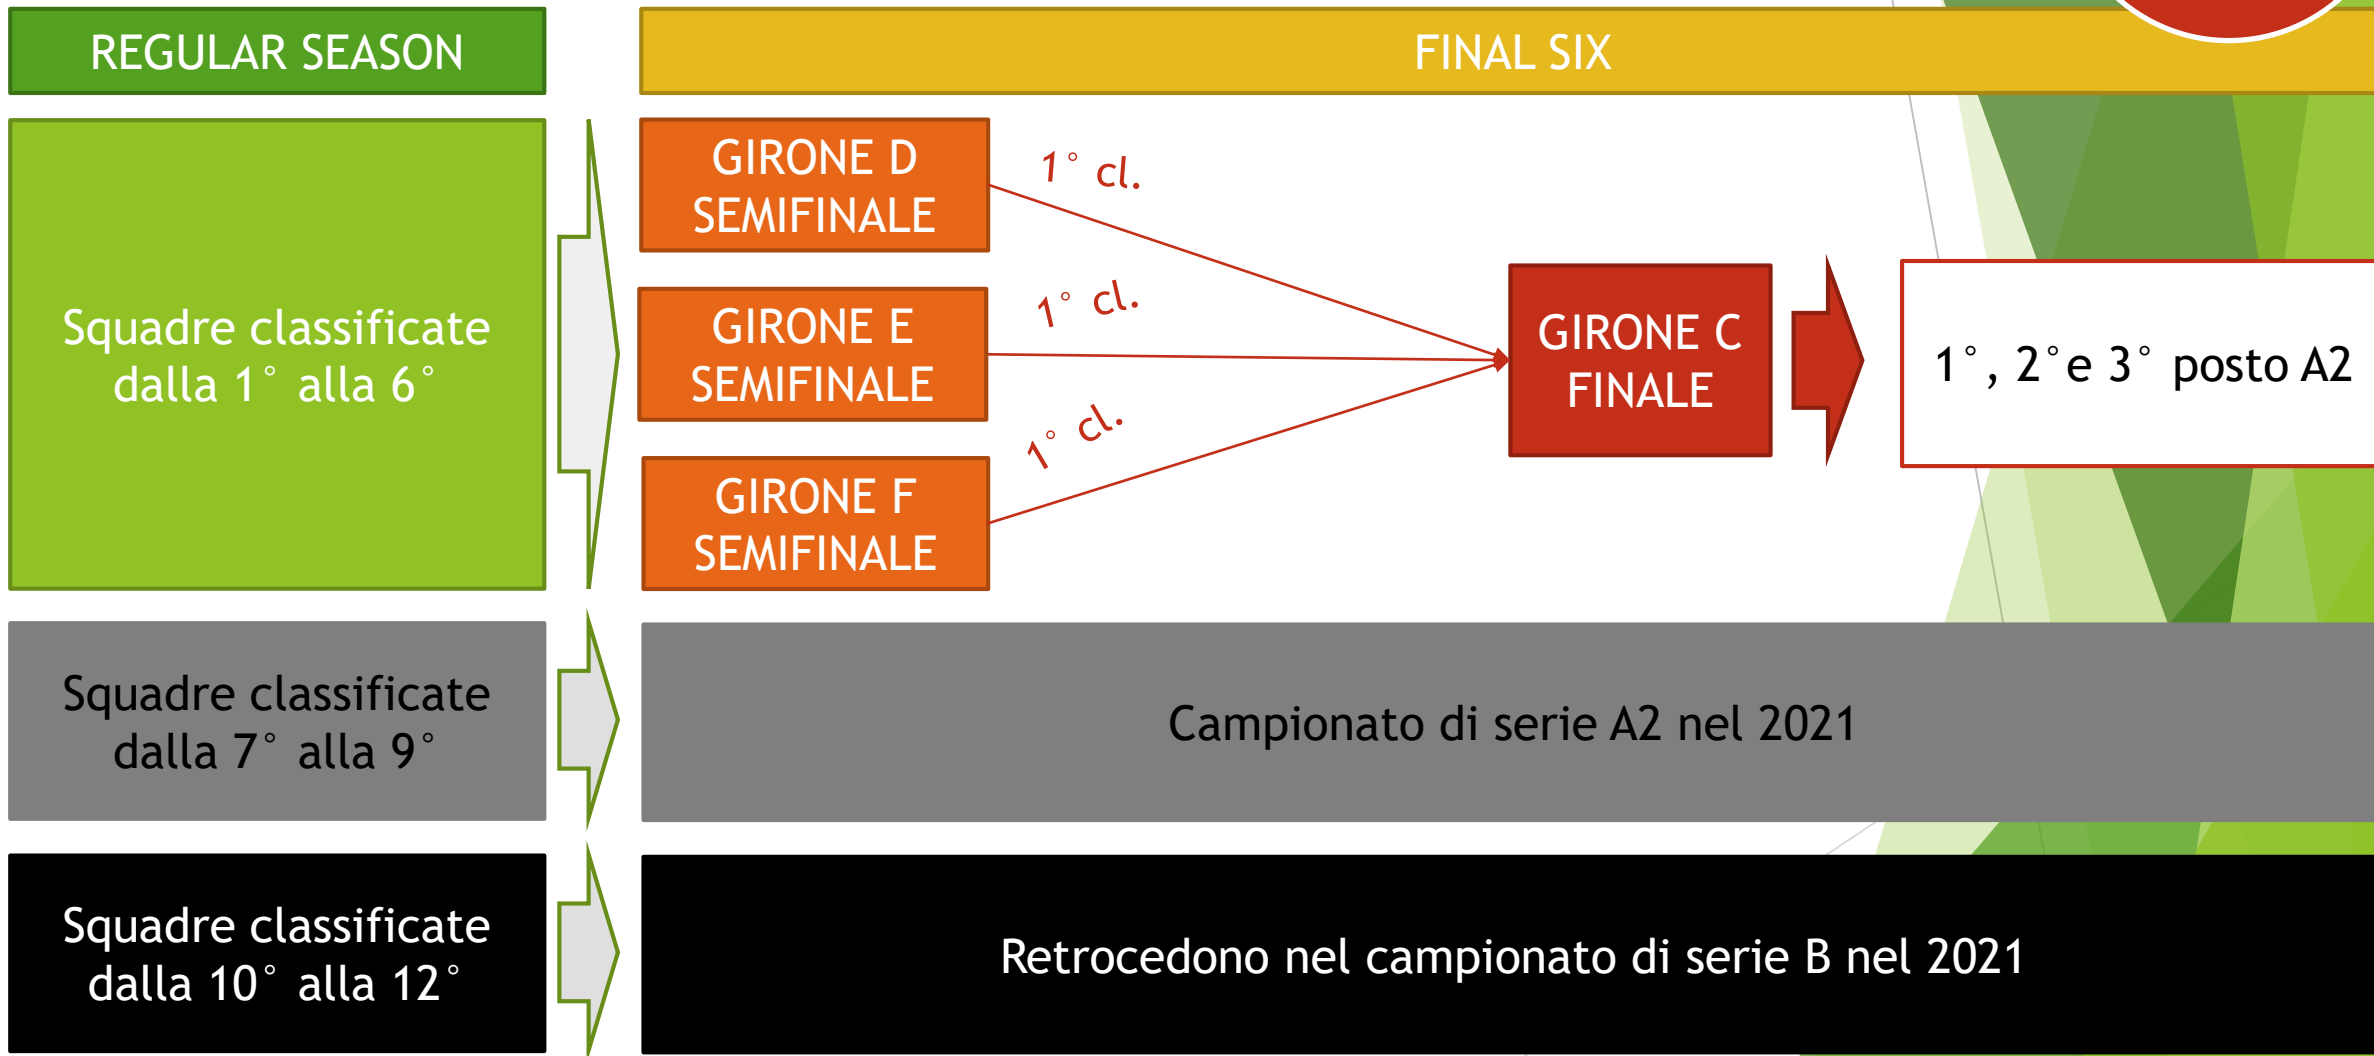 REGULAR SEASON
FINAL SIX
Squadre classificate
dalla 1° alla 6°
GIRONE D
SEMIFINALE
GIRONE E
SEMIFINALE
GIRONE F
SEMIFINALE
1° cl.
1° cl.
1° cl.
GIRONE C
FINALE
1°, 2°e 3° posto A2
Squadre classificate
dalla 7° alla 9°
Campionato di serie A2 nel 2021
Squadre classificate
dalla 10° alla 12°
Retrocedono nel campionato di serie B nel 2021